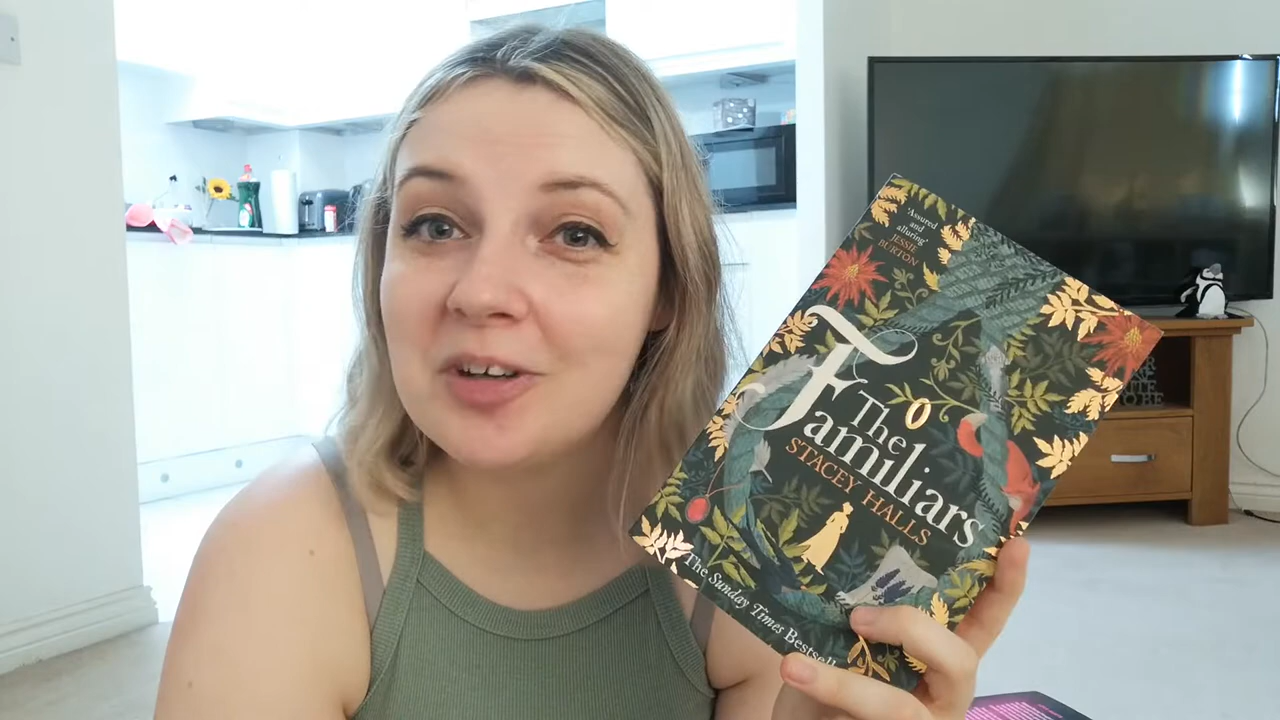 'Assured
and
alluring'
JESSIE
BURTON
The
Familiars
STACEY HALLS
The Sunday Times Bestsell